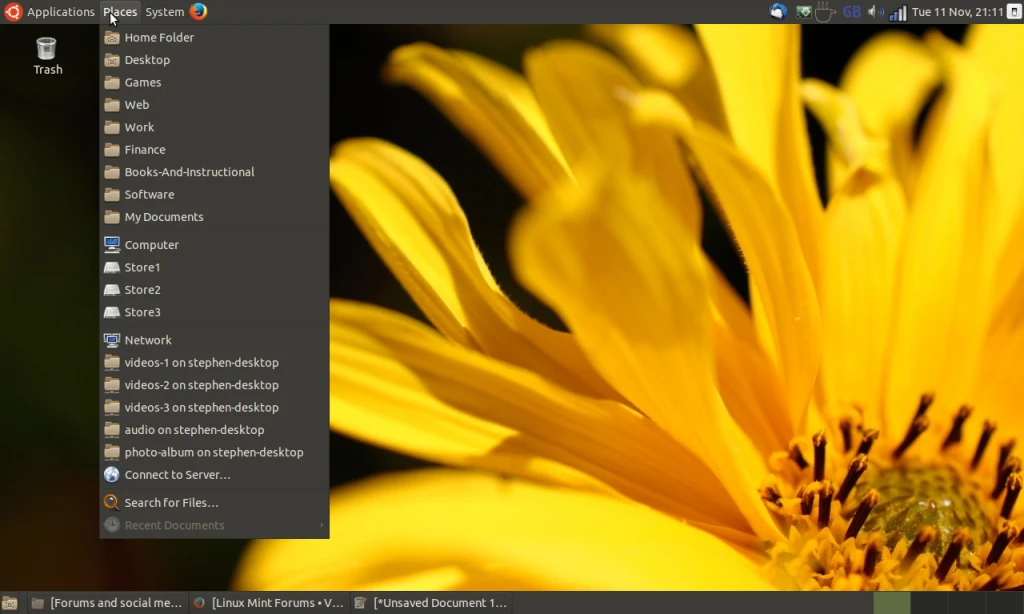 Applications Places System GB Tue 11 Nov, 21:11
Trash
Home Folder
Desktop
Games
Web
Work
Finance
Books-And-Instructional
Software
My Documents
Computer
Store1
Store2
Store3
Network
videos-1 on stephen-desktop
videos-2 on stephen-desktop
videos-3 on stephen-desktop
audio on stephen-desktop
photo-album on stephen-desktop
Connect to Server...
Search for Files...
Recent Documents
[Forums and social me... [Linux Mint Forums • V... [*Unsaved Document 1...